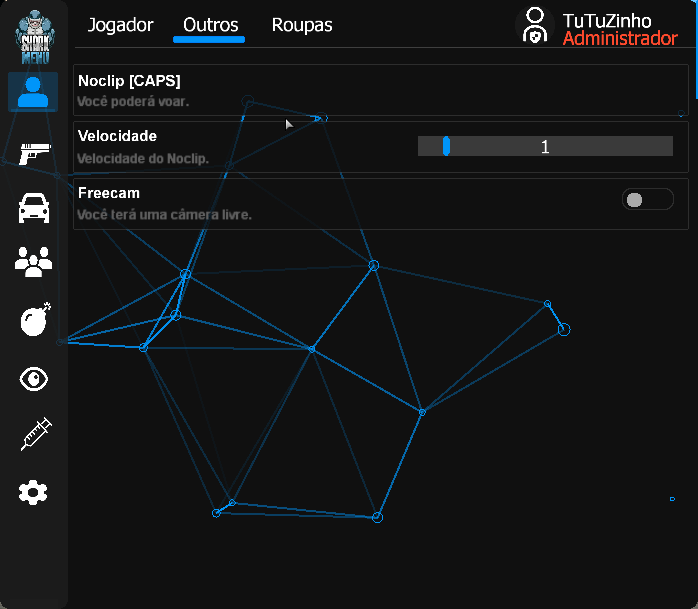 SHARK
MENU
Jogador
Outros
Roupas
TuTuZinho
Administrador
Noclip [CAPS]
Você poderá voar.
Velocidade
Velocidade do Noclip.
1
Freecam
Você terá uma câmera livre.